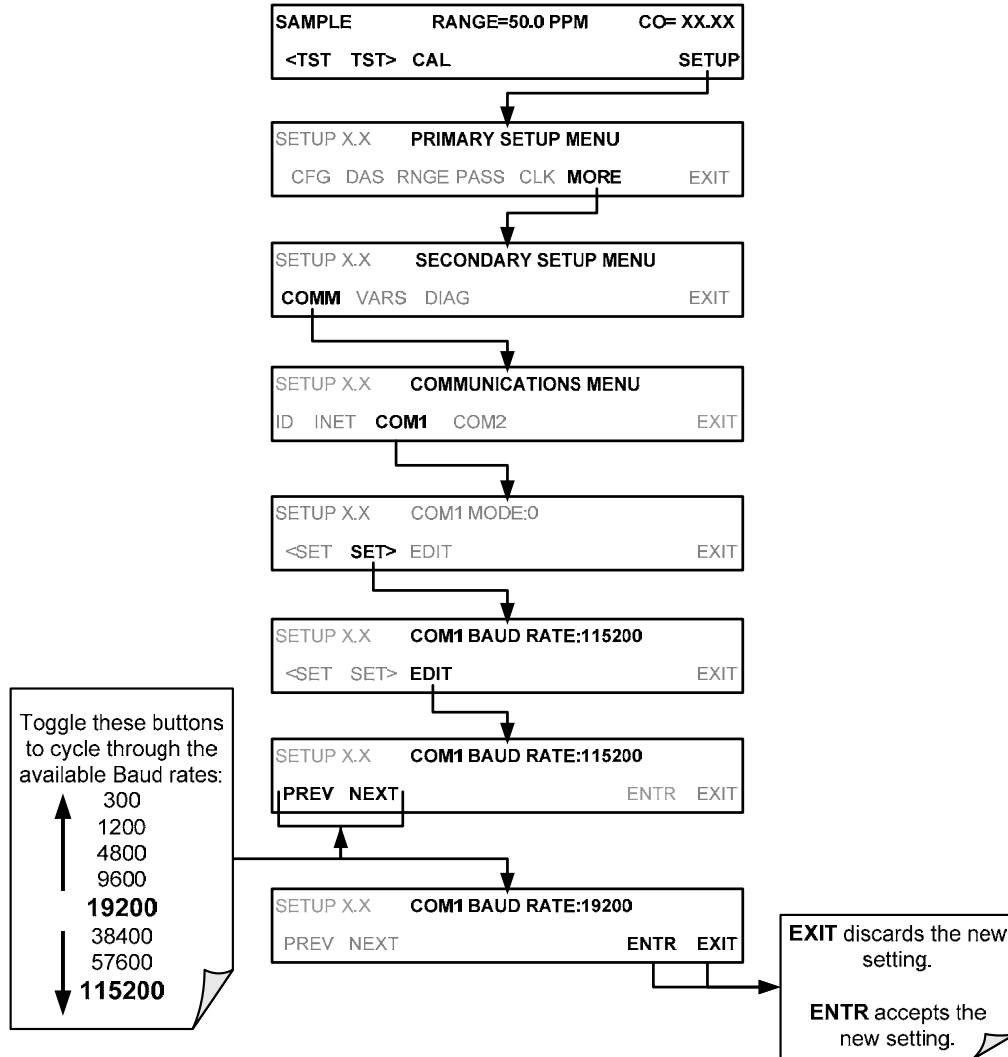 SAMPLE RANGE=50.0 PPM CO= XX.XX
<TST TST> CAL SETUP
SETUP X.X PRIMARY SETUP MENU
CFG DAS RNGE PASS CLK MORE EXIT
SETUP X.X SECONDARY SETUP MENU
COMM VARS DIAG EXIT
SETUP X.X COMMUNICATIONS MENU
ID INET COM1 COM2 EXIT
SETUP X.X COM1 MODE:0
<SET SET> EDIT EXIT
SETUP X.X COM1 BAUD RATE:115200
<SET SET> EDIT EXIT
SETUP X.X COM1 BAUD RATE:115200
PREV NEXT ENTR EXIT
Toggle these buttons
to cycle through the
available Baud rates:
300
1200
4800
9600
19200
38400
57600
115200
SETUP X.X COM1 BAUD RATE:19200
PREV NEXT ENTR EXIT
EXIT discards the new
setting.
ENTR accepts the
new setting.